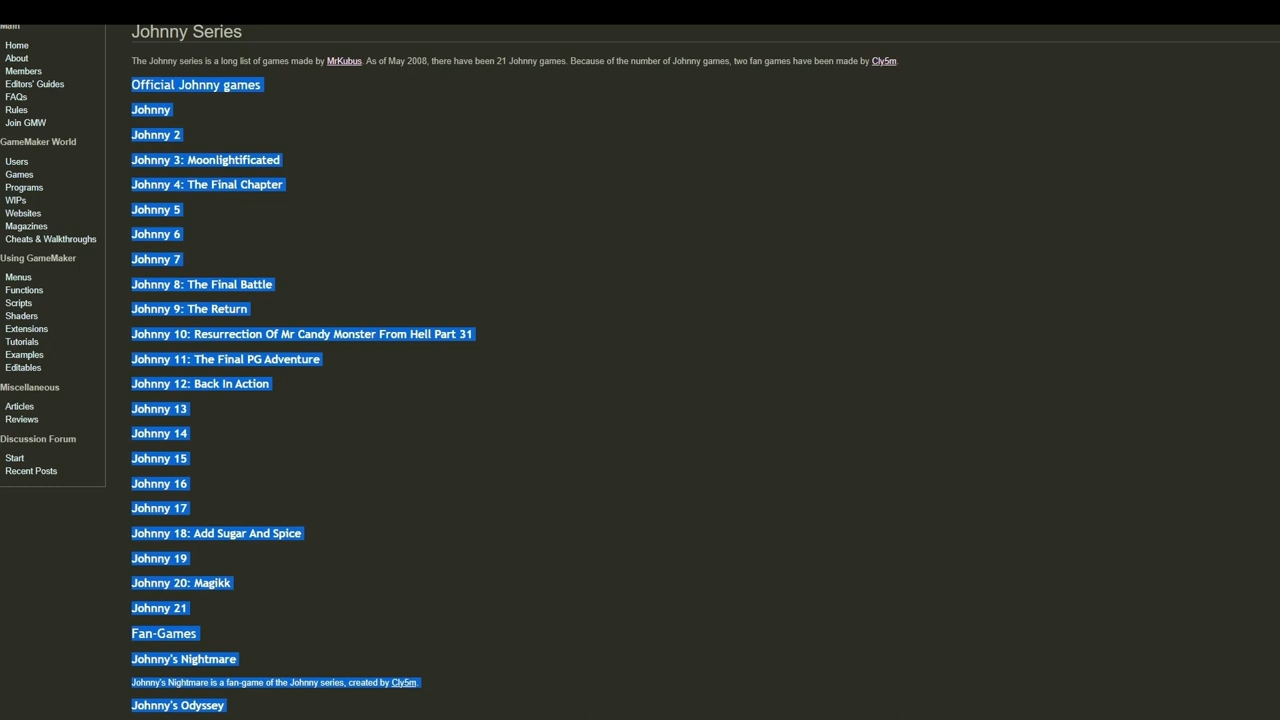 Main
Home
About
Members
Editors' Guides
FAQs
Rules
Join GMW
GameMaker World
Users
Games
Programs
WIPs
Websites
Magazines
Cheats & Walkthroughs
Using GameMaker
Menus
Functions
Scripts
Shaders
Extensions
Tutorials
Examples
Editables
Miscellaneous
Articles
Reviews
Discussion Forum
Start
Recent Posts
Johnny Series
The Johnny series is a long list of games made by MrKubus. As of May 2008, there have been 21 Johnny games. Because of the number of Johnny games, two fan games have been made by Cly5m.
Official Johnny games
Johnny
Johnny 2
Johnny 3: Moonlightificated
Johnny 4: The Final Chapter
Johnny 5
Johnny 6
Johnny 7
Johnny 8: The Final Battle
Johnny 9: The Return
Johnny 10: Resurrection Of Mr Candy Monster From Hell Part 31
Johnny 11: The Final PG Adventure
Johnny 12: Back In Action
Johnny 13
Johnny 14
Johnny 15
Johnny 16
Johnny 17
Johnny 18: Add Sugar And Spice
Johnny 19
Johnny 20: Magikk
Johnny 21
Fan-Games
Johnny's Nightmare
Johnny's Nightmare is a fan-game of the Johnny series, created by Cly5m.
Johnny's Odyssey